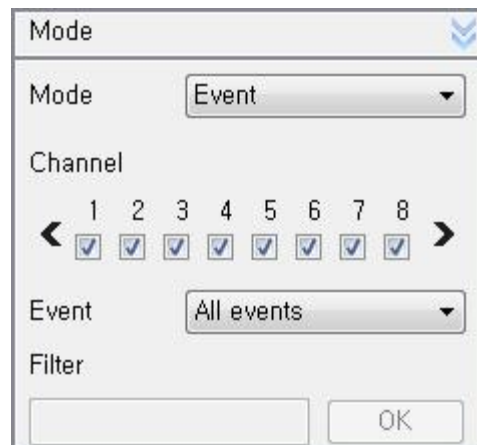 Mode
Mode Event
Channel
1 2 3 4 5 6 7 8
Event All events
Filter
OK